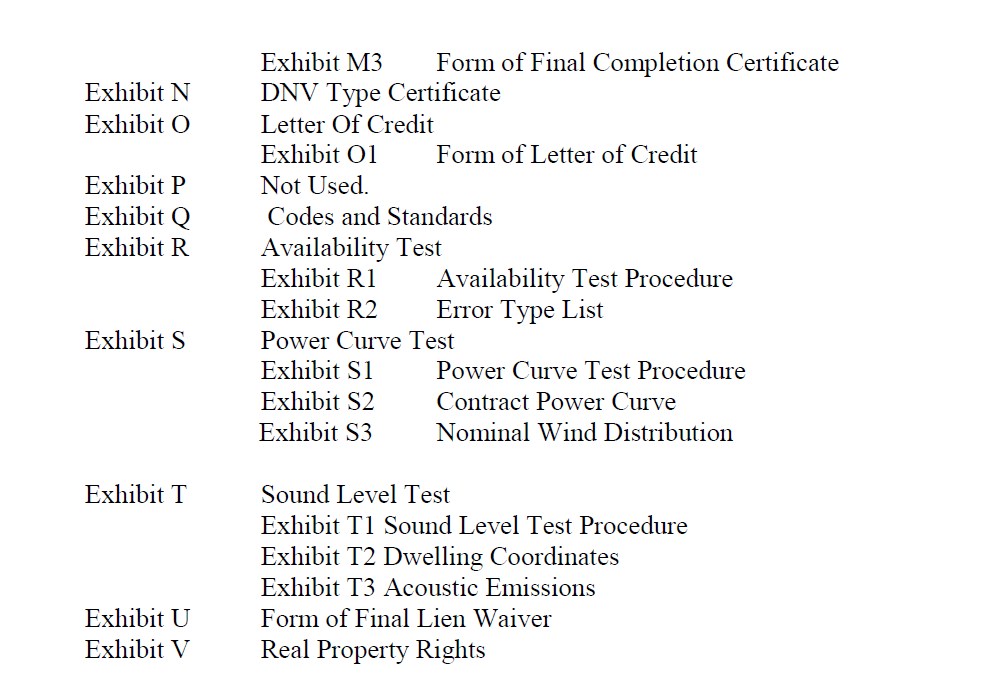 Exhibit M3 Form of Final Completion Certificate
Exhibit N DNV Type Certificate
Exhibit O Letter Of Credit
Exhibit O1 Form of Letter of Credit
Exhibit P Not Used.
Exhibit Q Codes and Standards
Exhibit R Availability Test
Exhibit R1 Availability Test Procedure
Exhibit R2 Error Type List
Exhibit S Power Curve Test
Exhibit S1 Power Curve Test Procedure
Exhibit S2 Contract Power Curve
Exhibit S3 Nominal Wind Distribution
Exhibit T Sound Level Test
Exhibit T1 Sound Level Test Procedure
Exhibit T2 Dwelling Coordinates
Exhibit T3 Acoustic Emissions
Exhibit U Form of Final Lien Waiver
Exhibit V Real Property Rights